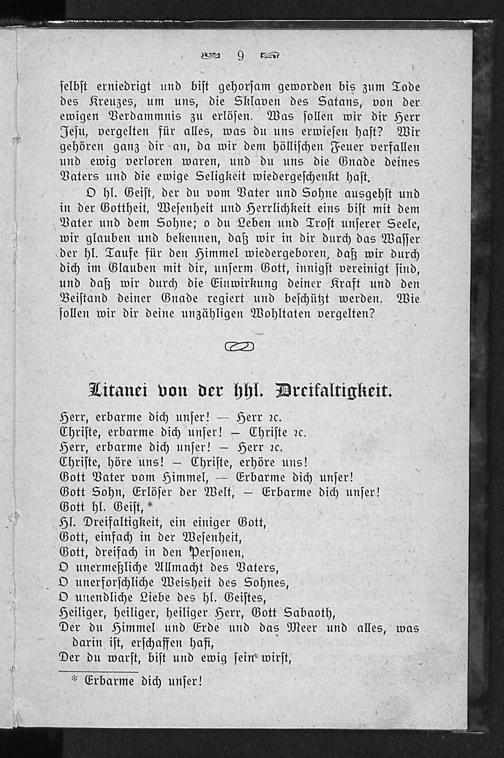 9
selbst erniedrigt und bist gehorsam geworden bis zum Tode
des Kreuzes, um uns, die Sklaven des Satans, von der
ewigen Verdammnis zu erlösen. Was sollen wir dir Herr
Jesu, vergelten für alles, was du uns erwiesen hast? Wir
gehören ganz dir an, da wir dem höllischen Feuer verfallen
und ewig verloren waren, und du uns die Gnade deines
Vaters und die ewige Seligkeit wiedergeschenkt hast.
O hl. Geist, der du vom Vater und Sohne ausgehst und
in der Gottheit, Wesenheit und Herrlichkeit eins bist mit dem
Vater und dem Sohne; o du Leben und Trost unserer Seele,
wir glauben und bekennen, daß wir in dir durch das Wasser
der hl. Taufe für den Himmel wiedergeboren, daß wir durch
dich im Glauben mit dir, unserm Gott, innigst vereinigt sind,
und daß wir durch die Einwirkung deiner Kraft und den
Beistand deiner Gnade regiert und beschützt werden. Wie
sollen wir dir deine unzähligen Wohltaten vergelten?
Litanei von der hhl. Dreifaltigkeit.
Herr, erbarme dich unser! — Herr ꝛc.
Christe, erbarme dich unser! — Christe ꝛc.
Herr, erbarme dich unser! — Herr ꝛc.
Christe, höre uns! — Christe, erhöre uns!
Gott Vater vom Himmel, — Erbarme dich unser!
Gott Sohn, Erlöser der Welt, — Erbarme dich unser!
Gott hl. Geist,*
Hl. Dreifaltigkeit, ein einiger Gott,
Gott, einfach in der Wesenheit,
Gott, dreifach in den Personen,
O unermeßliche Allmacht des Vaters,
O unerforschliche Weisheit des Sohnes,
O unendliche Liebe des hl. Geistes,
Heiliger, heiliger, heiliger Herr, Gott Sabaoth,
Der du Himmel und Erde und das Meer und alles, was
darin ist, erschaffen hast,
Der du warst, bist und ewig sein wirst,
* Erbarme dich unser!